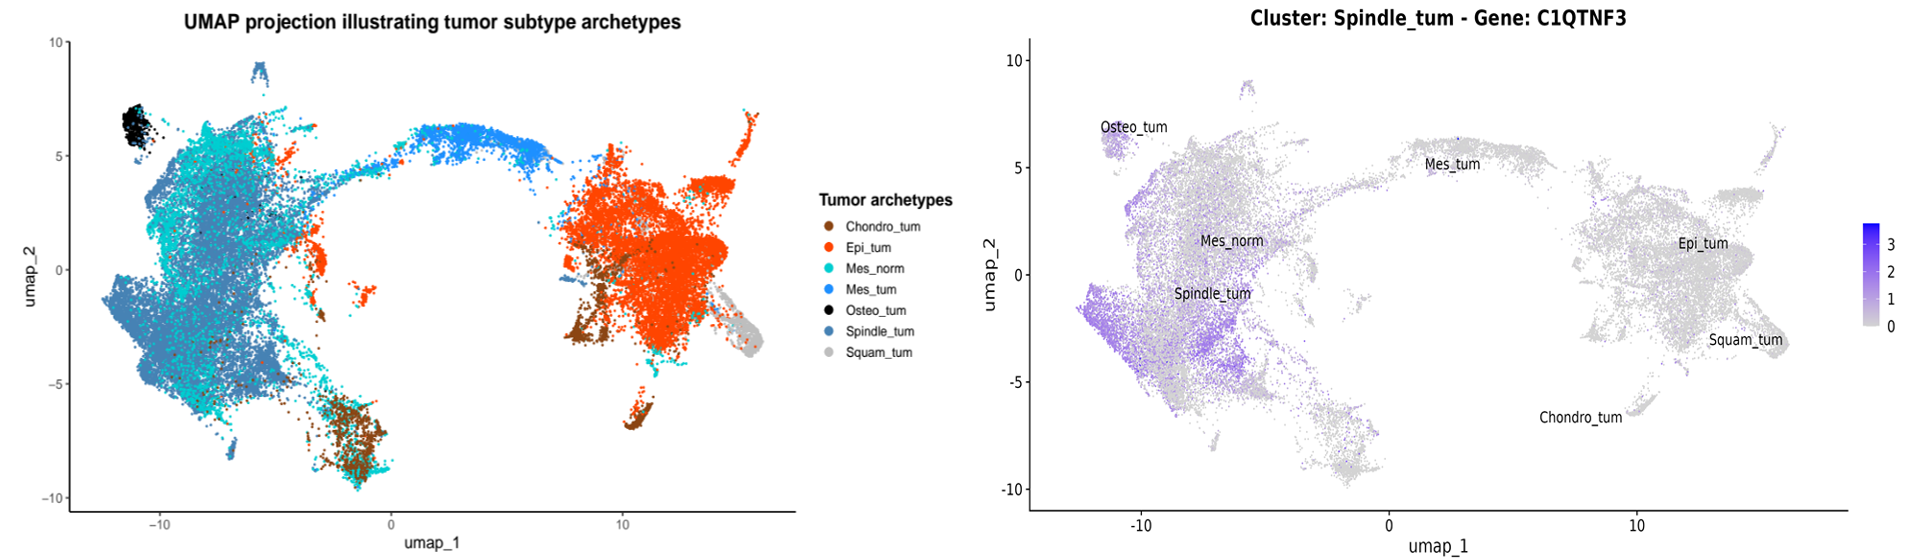 UMAP projection illustrating tumor subtype archetypes
10
5
0
−5
−10
umap_2
−10
0
10
umap_1
Tumor archetypes
Chondro_tum
Epi_tum
Mes_norm
Mes_tum
Osteo_tum
Spindle_tum
Squam_tum
Cluster: Spindle_tum - Gene: C1QTNF3
10
5
0
-5
-10
umap_2
Osteo_tum
Mes_tum
Mes_norm
Epi_tum
Spindle_tum
Squam_tum
Chondro_tum
-10
0
10
umap_1
3
2
1
0